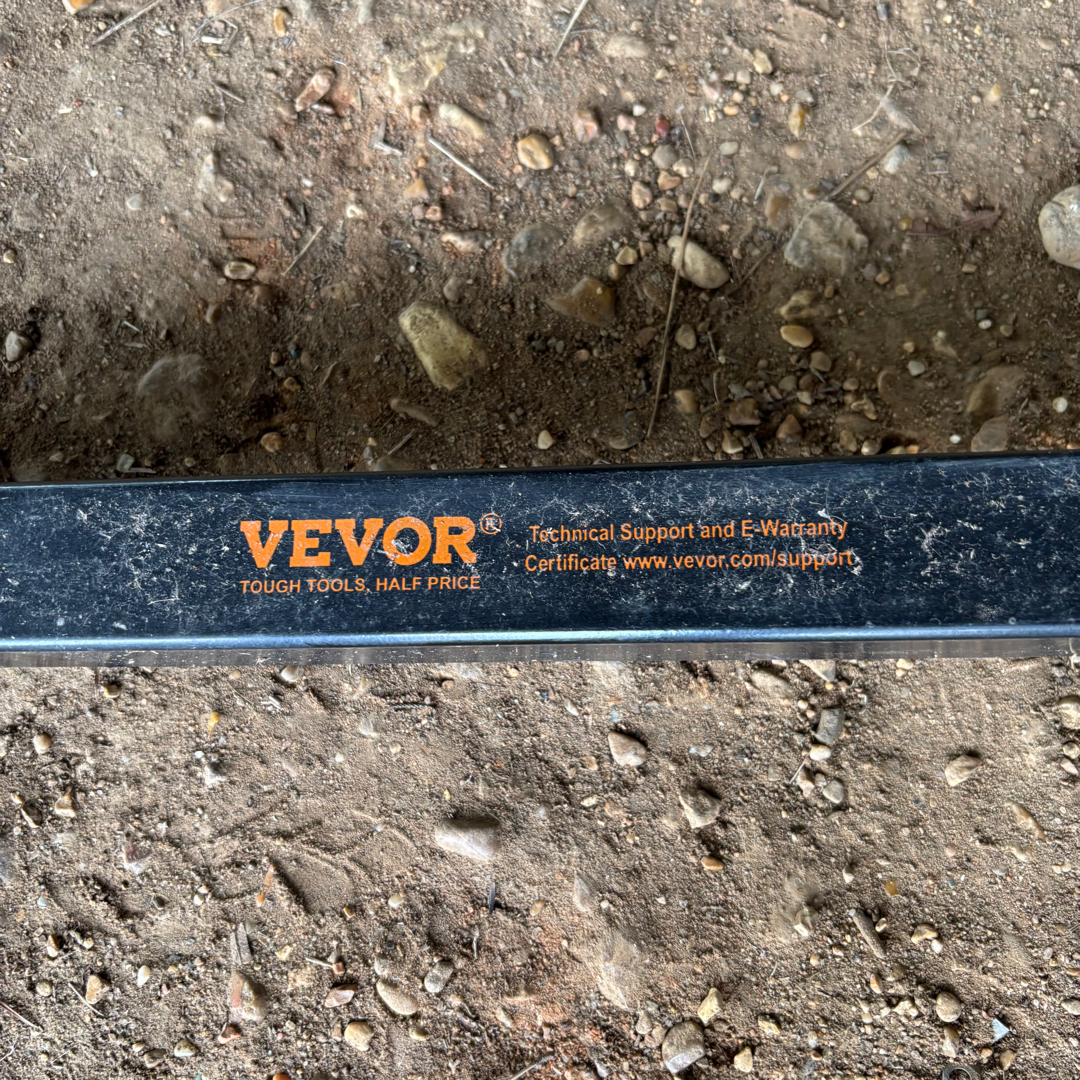 VEVOR®
TOUGH TOOLS, HALF PRICE
Technical Support and E-Warranty
Certificate www.vevor.com/support